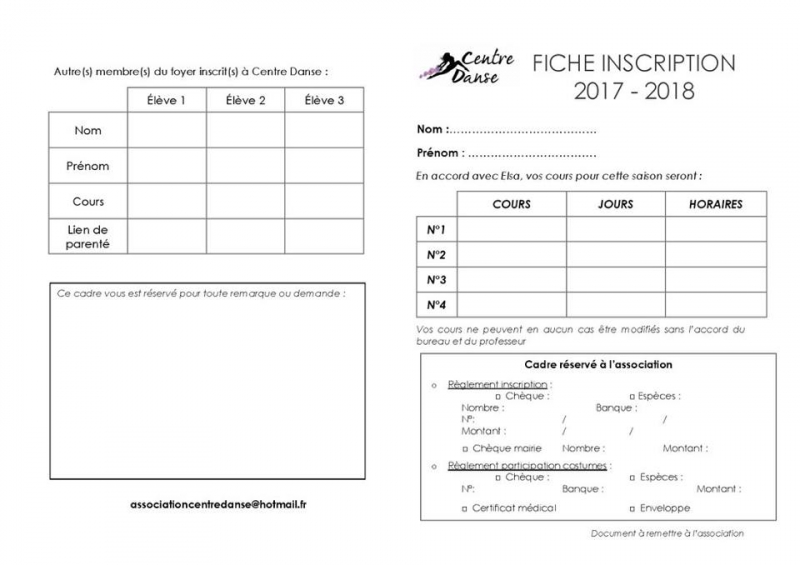 Autre(s) membre(s) du foyer inscrit(s) à Centre Danse :
Élève 1 Élève 2 Élève 3
Nom
Prénom
Cours
Lien de
parenté
Ce cadre vous est réservé pour toute remarque ou demande :
associationcentredanse@hotmail.fr
Centre
Danse
FICHE INSCRIPTION
2017 - 2018
Nom :.......................................
Prénom : ..................................
En accord avec Elsa, vos cours pour cette saison seront :
COURS JOURS HORAIRES
N°1
N°2
N°3
N°4
Vos cours ne peuvent en aucun cas être modifiés sans l'accord du
bureau et du professeur
Cadre réservé à l'association
o Règlement inscription :
□ Chèque : □ Espèces :
Nombre : Banque :
N°: / /
Montant : / /
□ Chèque mairie Nombre : Montant :
o Règlement participation costumes :
□ Chèque : □ Espèces :
N°: Banque : Montant :
□ Certificat médical □ Enveloppe
Document à remettre à l'association